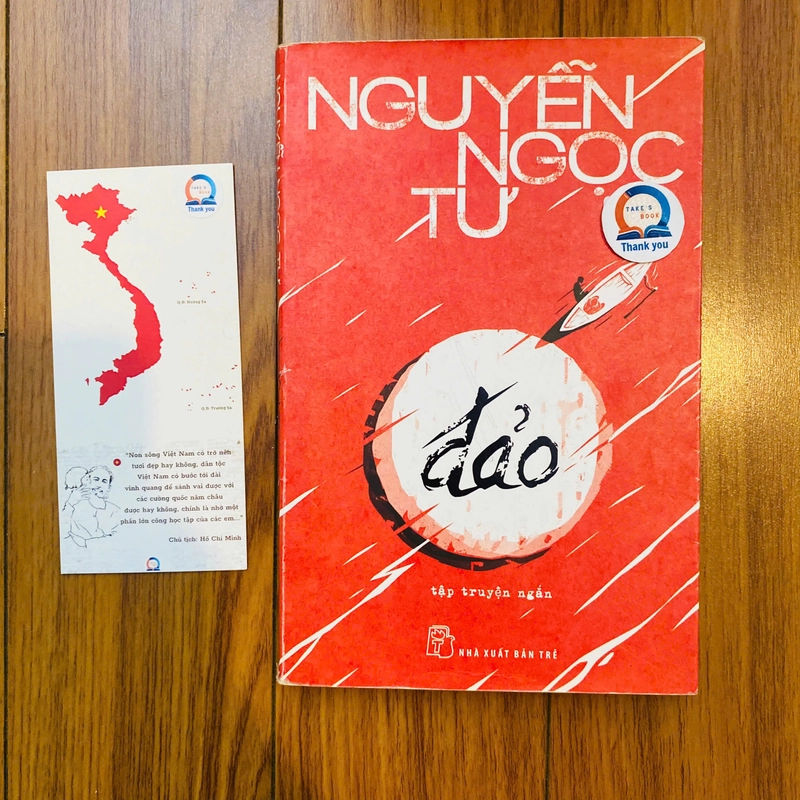 TAKE'S
BOOK
Thank you
Q.Đ. Hoàng Sa
Q.Đ. Trường Sa
"Non sông Việt Nam có trở nên
tươi đẹp hay không, dân tộc
Việt Nam có bước tới đài
vinh quang để sánh vai được với
các cường quốc năm châu
được hay không, chính là nhờ một
phần lớn công học tập của các em..."
Chủ tịch: Hồ Chí Minh
NGUYỄN
NGỌC
TƯ
TAKE'S
BOOK
Thank you
đảo
tập truyện ngắn
T
NHÀ XUẤT BẢN TRẺ